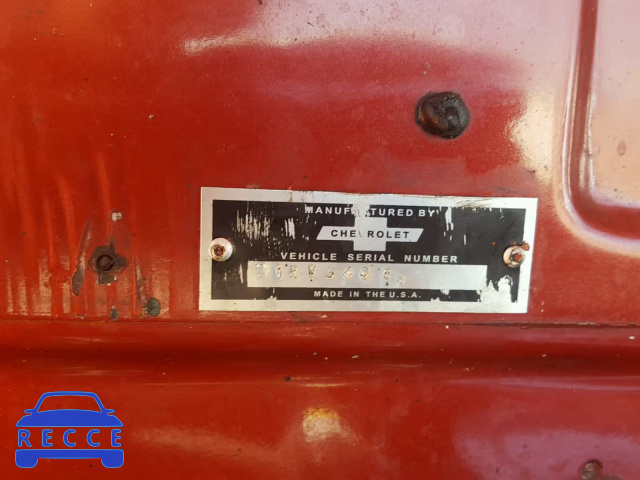 MANUFACTURED BY
CHEVROLET
VEHICLE SERIAL NUMBER
MADE IN THE U.S.A.
RECCE